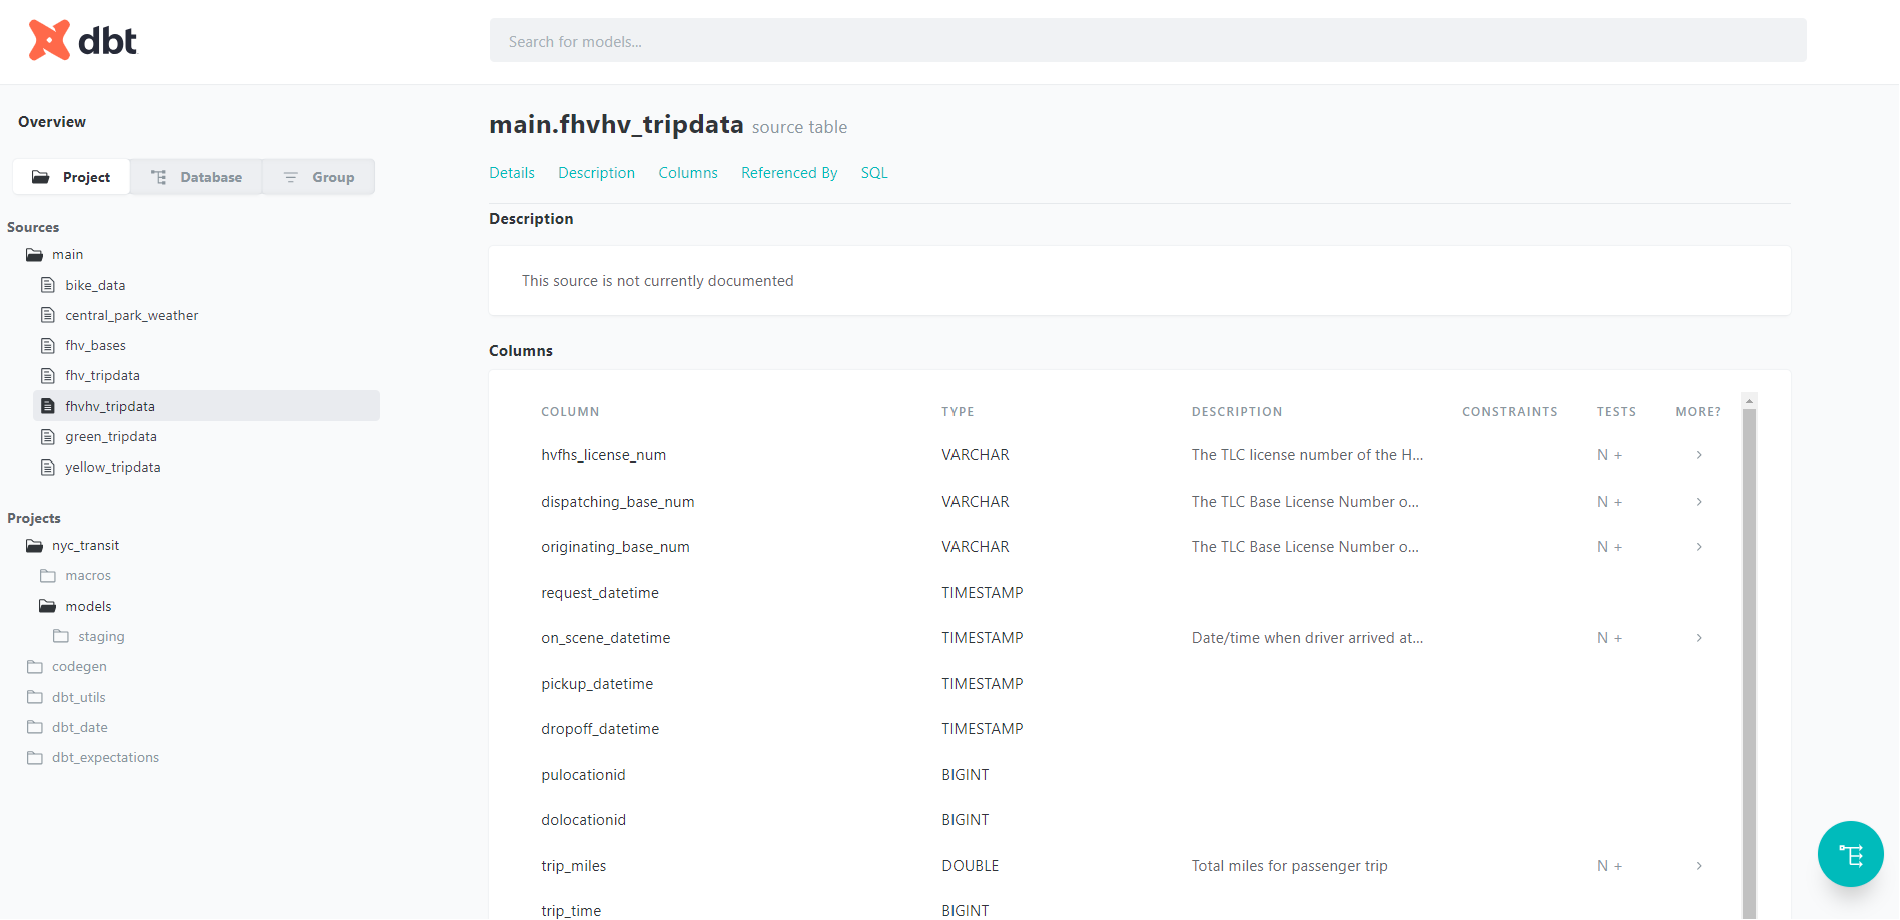 dbt
Search for models...
Overview
Project Database Group
Sources
main
bike_data
central_park_weather
fhv_bases
fhv_tripdata
fhvhv_tripdata
green_tripdata
yellow_tripdata
Projects
nyc_transit
macros
models
staging
codegen
dbt_utils
dbt_date
dbt_expectations
main.fhvhv_tripdata source table
Details Description Columns Referenced By SQL
Description
This source is not currently documented
Columns
COLUMN TYPE DESCRIPTION CONSTRAINTS TESTS MORE?
hvfhs_license_num VARCHAR The TLC license number of the H... N + >
dispatching_base_num VARCHAR The TLC Base License Number o... N + >
originating_base_num VARCHAR The TLC Base License Number o... N + >
request_datetime TIMESTAMP
on_scene_datetime TIMESTAMP Date/time when driver arrived at... N + >
pickup_datetime TIMESTAMP
dropoff_datetime TIMESTAMP
pulocationid BIGINT
dolocationid BIGINT
trip_miles DOUBLE Total miles for passenger trip N + >
trip_time BIGINT